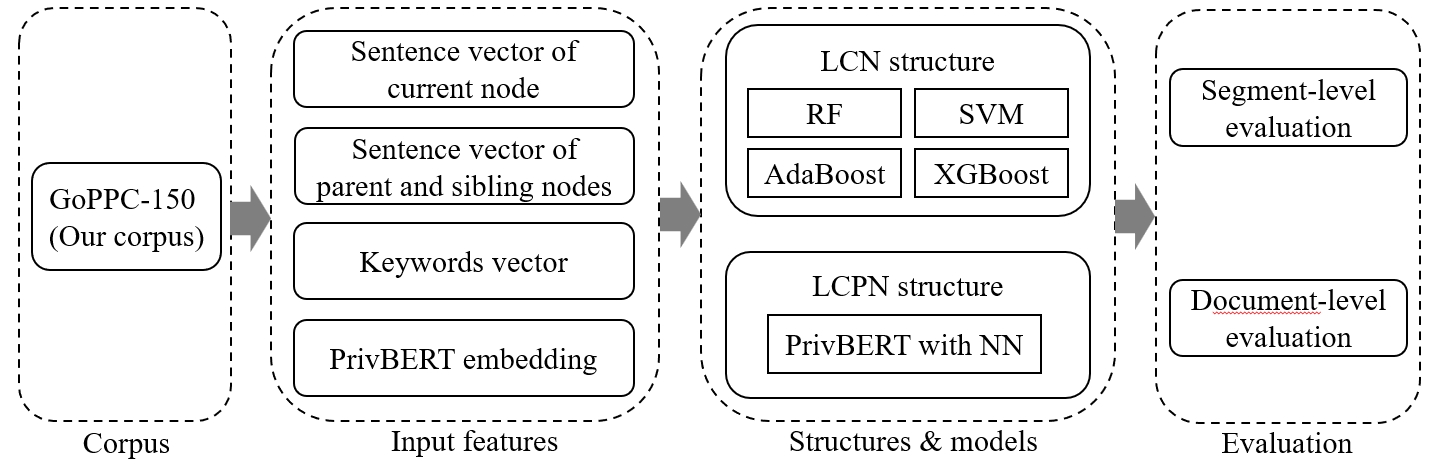 GoPPC-150
(Our corpus)
Corpus
Sentence vector of
current node
Sentence vector of
parent and sibling nodes
Keywords vector
PrivBERT embedding
Input features
LCN structure
RF
SVM
AdaBoost
XGBoost
LCPN structure
PrivBERT with NN
Structures & models
Segment-level
evaluation
Document-level
evaluation
Evaluation